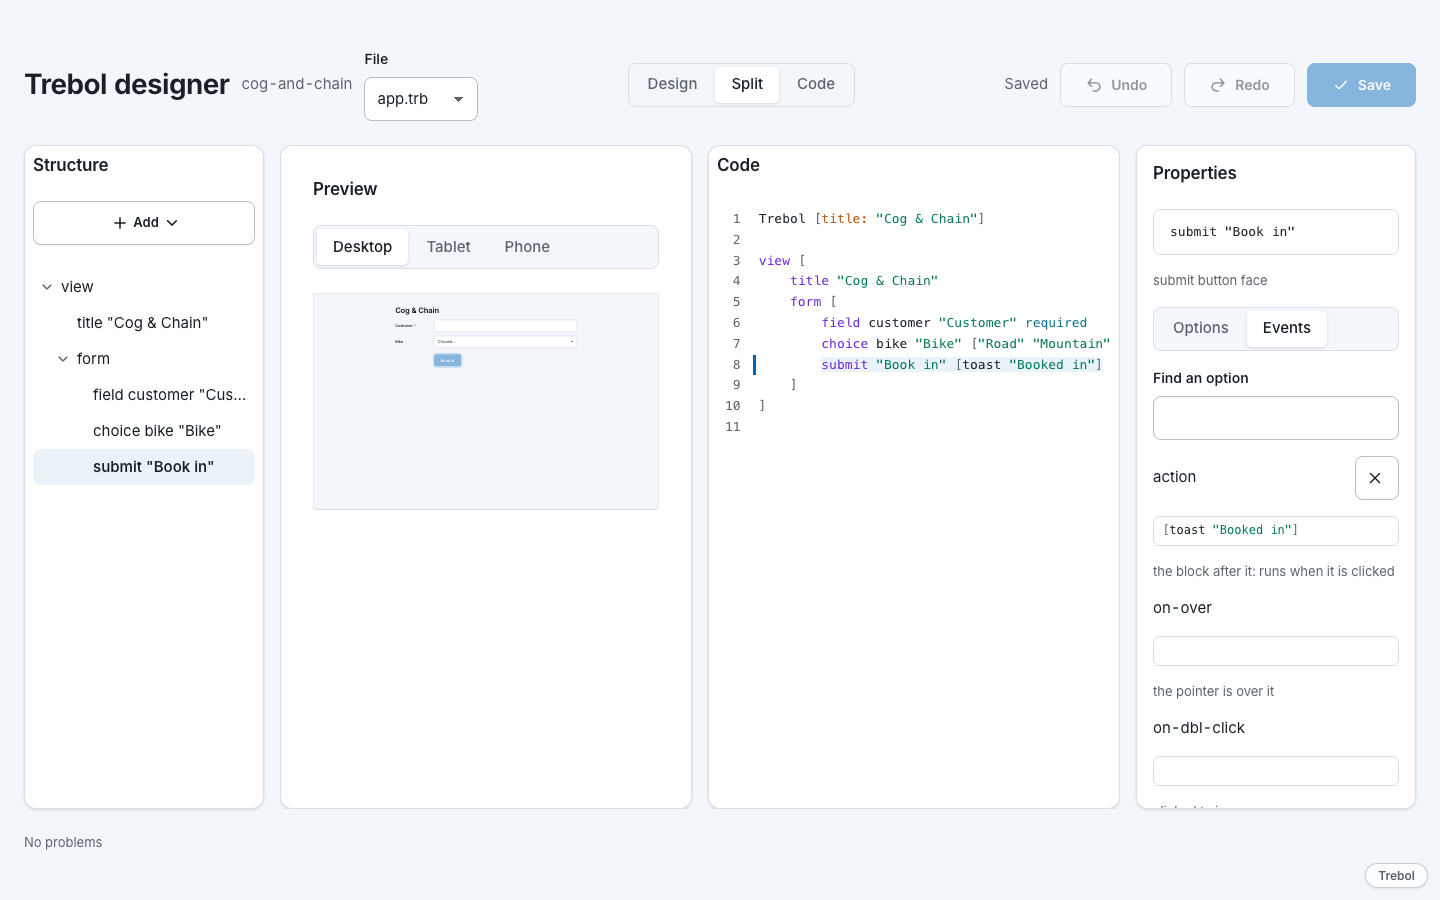 Trebol designer
cog-and-chain
File
app.trb
Design
Split
Code
Saved
Undo
Redo
Save
Structure
Add
view
title "Cog & Chain"
form
field customer "Cus...
choice bike "Bike"
submit "Book in"
Preview
Desktop
Tablet
Phone
Cog & Chain
Customer *
Bike
Choose...
Book in
Code
1 Trebol [title: "Cog & Chain"]
2
3 view [
4 title "Cog & Chain"
5 form [
6 field customer "Customer" required
7 choice bike "Bike" ["Road" "Mountain"
8 submit "Book in" [toast "Booked in"]
9 ]
10 ]
11
Properties
submit "Book in"
submit button face
Options
Events
Find an option
action
[toast "Booked in"]
the block after it: runs when it is clicked
on-over
the pointer is over it
on-dbl-click
No problems
Trebol